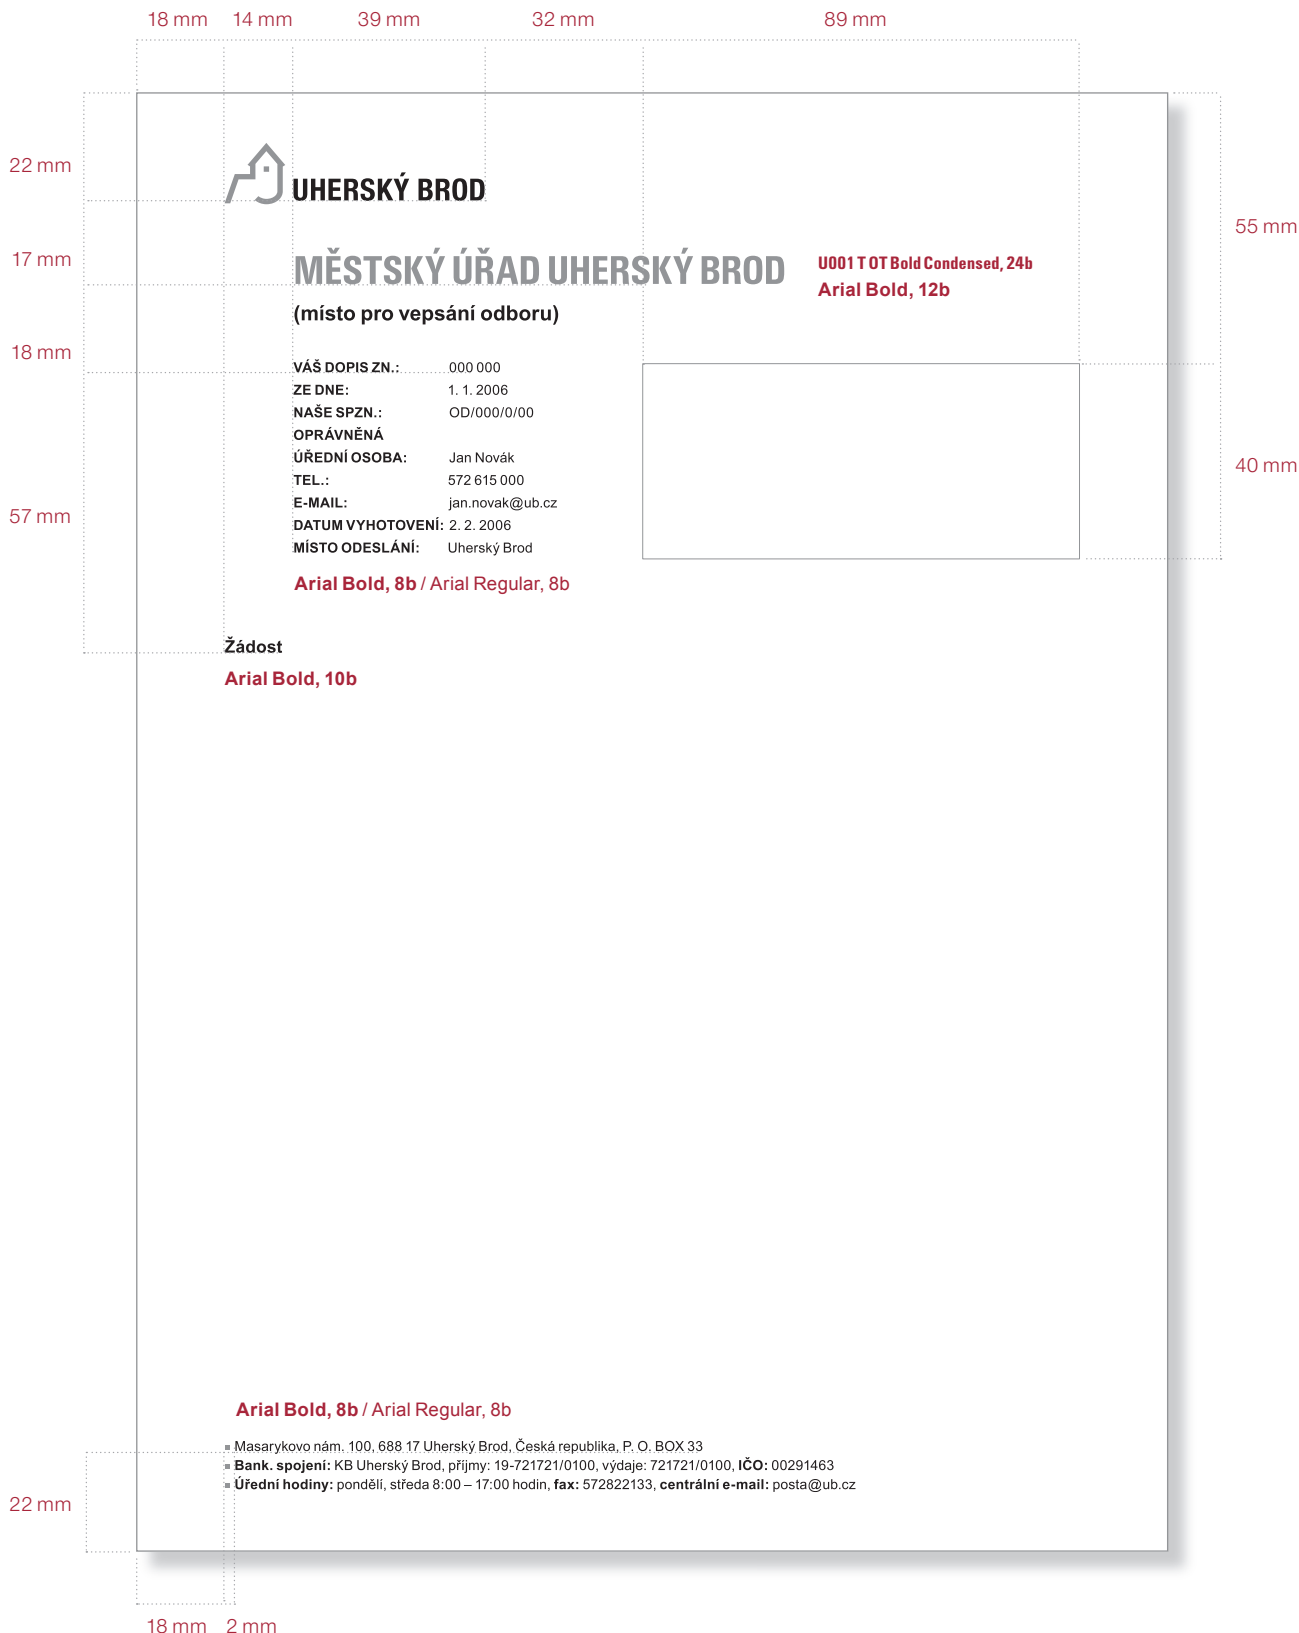 18 mm 14 mm 39 mm 32 mm 89 mm
22 mm
UHERSKÝ BROD
55 mm
17 mm
MĚSTSKÝ ÚŘAD UHERSKÝ BROD
U001 T OT Bold Condensed, 24b
Arial Bold, 12b
(místo pro vepsání odboru)
18 mm
VÁŠ DOPIS ZN.: 000 000
ZE DNE: 1. 1. 2006
NAŠE SPZN.: OD/000/0/00
OPRÁVNĚNÁ
ÚŘEDNÍ OSOBA: Jan Novák
40 mm
TEL.: 572 615 000
E-MAIL: jan.novak@ub.cz
57 mm
DATUM VYHOTOVENÍ: 2. 2. 2006
MÍSTO ODESLÁNÍ: Uherský Brod
Arial Bold, 8b / Arial Regular, 8b
Žádost
Arial Bold, 10b
Arial Bold, 8b / Arial Regular, 8b
Masarykovo nám. 100, 688 17 Uherský Brod, Česká republika, P. O. BOX 33
Bank. spojení: KB Uherský Brod, příjmy: 19-721721/0100, výdaje: 721721/0100, IČO: 00291463
Úřední hodiny: pondělí, středa 8:00 – 17:00 hodin, fax: 572822133, centrální e-mail: posta@ub.cz
22 mm
18 mm 2 mm